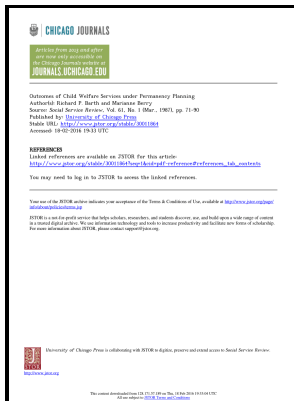 CHICAGO JOURNALS
Articles from 2013 and after
are now only accessible on
the Chicago Journals website at
JOURNALS.UCHICAGO.EDU
Outcomes of Child Welfare Services under Permanency Planning
Author(s): Richard P. Barth and Marianne Berry
Source: Social Service Review, Vol. 61, No. 1 (Mar., 1987), pp. 71-90
Published by: University of Chicago Press
Stable URL: http://www.jstor.org/stable/30011864
Accessed: 18-02-2016 19:33 UTC
REFERENCES
Linked references are available on JSTOR for this article:
http://www.jstor.org/stable/30011864?seq=1&cid=pdf-reference#references_tab_contents
You may need to log in to JSTOR to access the linked references.
Your use of the JSTOR archive indicates your acceptance of the Terms & Conditions of Use, available at http://www.jstor.org/page/
info/about/policies/terms.jsp
JSTOR is a not-for-profit service that helps scholars, researchers, and students discover, use, and build upon a wide range of content
in a trusted digital archive. We use information technology and tools to increase productivity and facilitate new forms of scholarship.
For more information about JSTOR, please contact support@jstor.org.
University of Chicago Press is collaborating with JSTOR to digitize, preserve and extend access to Social Service Review.
JSTOR
http://www.jstor.org
This content downloaded from 128.171.57.189 on Thu, 18 Feb 2016 19:33:04 UTC
All use subject to JSTOR Terms and Conditions